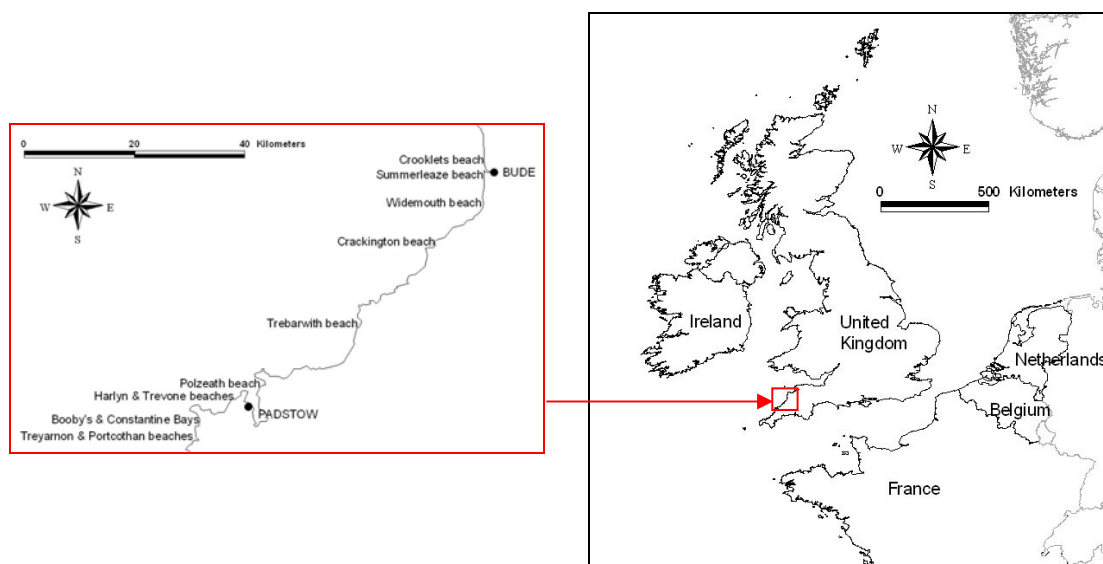 0 20 40 Kilometers
N
W E
S
Crooklets beach
Summerleaze beach
BUDE
Widemouth beach
Crackington beach
Trebarwith beach
Polzeath beach
Harlyn & Trevone beaches
PADSTOW
Booby's & Constantine Bays
Treyarnon & Portcothan beaches
N
W E
S
0 500 Kilometers
Ireland
United
Kingdom
Netherlands
Belgium
France